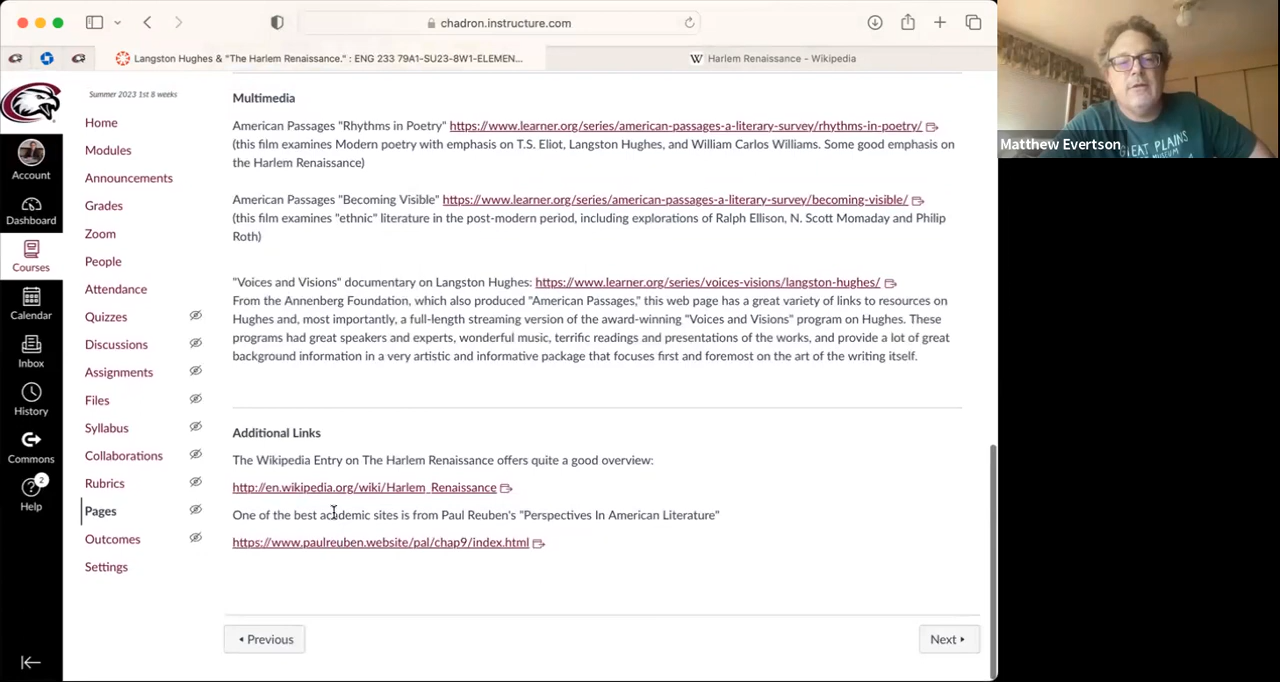 chadron.instructure.com
Langston Hughes & "The Harlem Renaissance." : ENG 233 79A1-SU23-8W1-ELEMEN...
W Harlem Renaissance - Wikipedia
Account
Dashboard
Courses
Calendar
Inbox
History
Commons
2
Help
Summer 2023 1st 8 weeks
Home
Modules
Announcements
Grades
Zoom
People
Attendance
Quizzes
Discussions
Assignments
Files
Syllabus
Collaborations
Rubrics
Pages
Outcomes
Settings
Multimedia
American Passages "Rhythms in Poetry" https://www.learner.org/series/american-passages-a-literary-survey/rhythms-in-poetry/
(this film examines Modern poetry with emphasis on T.S. Eliot, Langston Hughes, and William Carlos Williams. Some good emphasis on
the Harlem Renaissance)
American Passages "Becoming Visible" https://www.learner.org/series/american-passages-a-literary-survey/becoming-visible/
(this film examines "ethnic" literature in the post-modern period, including explorations of Ralph Ellison, N. Scott Momaday and Philip
Roth)
"Voices and Visions" documentary on Langston Hughes: https://www.learner.org/series/voices-visions/langston-hughes/
From the Annenberg Foundation, which also produced "American Passages," this web page has a great variety of links to resources on
Hughes and, most importantly, a full-length streaming version of the award-winning "Voices and Visions" program on Hughes. These
programs had great speakers and experts, wonderful music, terrific readings and presentations of the works, and provide a lot of great
background information in a very artistic and informative package that focuses first and foremost on the art of the writing itself.
Additional Links
The Wikipedia Entry on The Harlem Renaissance offers quite a good overview:
http://en.wikipedia.org/wiki/Harlem_Renaissance
One of the best academic sites is from Paul Reuben's "Perspectives In American Literature"
https://www.paulreuben.website/pal/chap9/index.html
Previous
Next
Matthew Evertson
GREAT PLAINS
MUSEUM